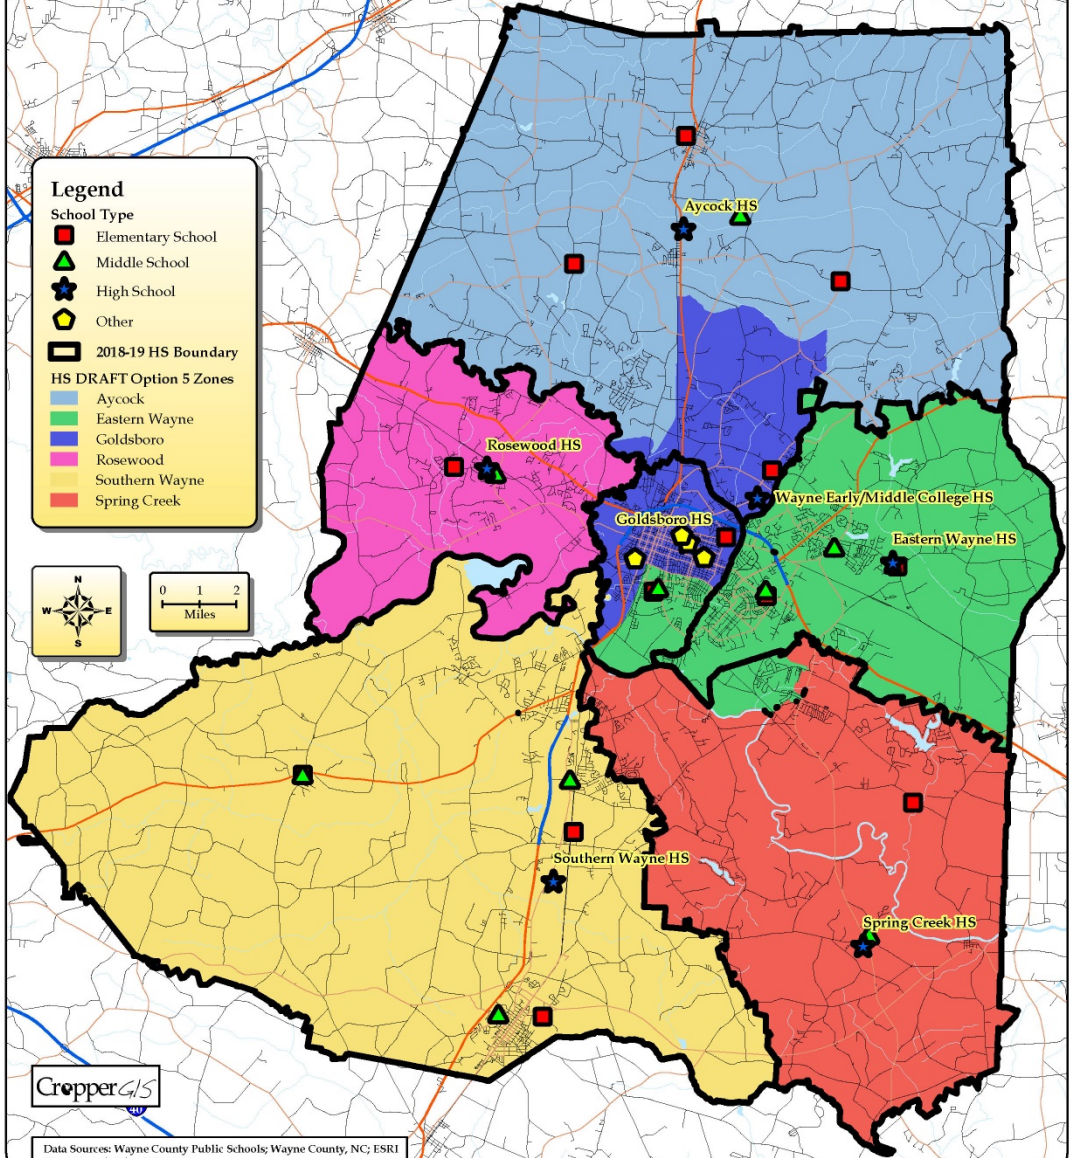 Legend
School Type
Elementary School
Middle School
High School
Other
2018-19 HS Boundary
HS DRAFT Option 5 Zones
Aycock
Eastern Wayne
Goldsboro
Rosewood
Southern Wayne
Spring Creek
N
W E
S
0 1 2
Miles
Aycock HS
Rosewood HS
Wayne Early/Middle College HS
Goldsboro HS
Eastern Wayne HS
Southern Wayne HS
Spring Creek HS
CropperGIS
40
Data Sources: Wayne County Public Schools; Wayne County, NC; ESRI